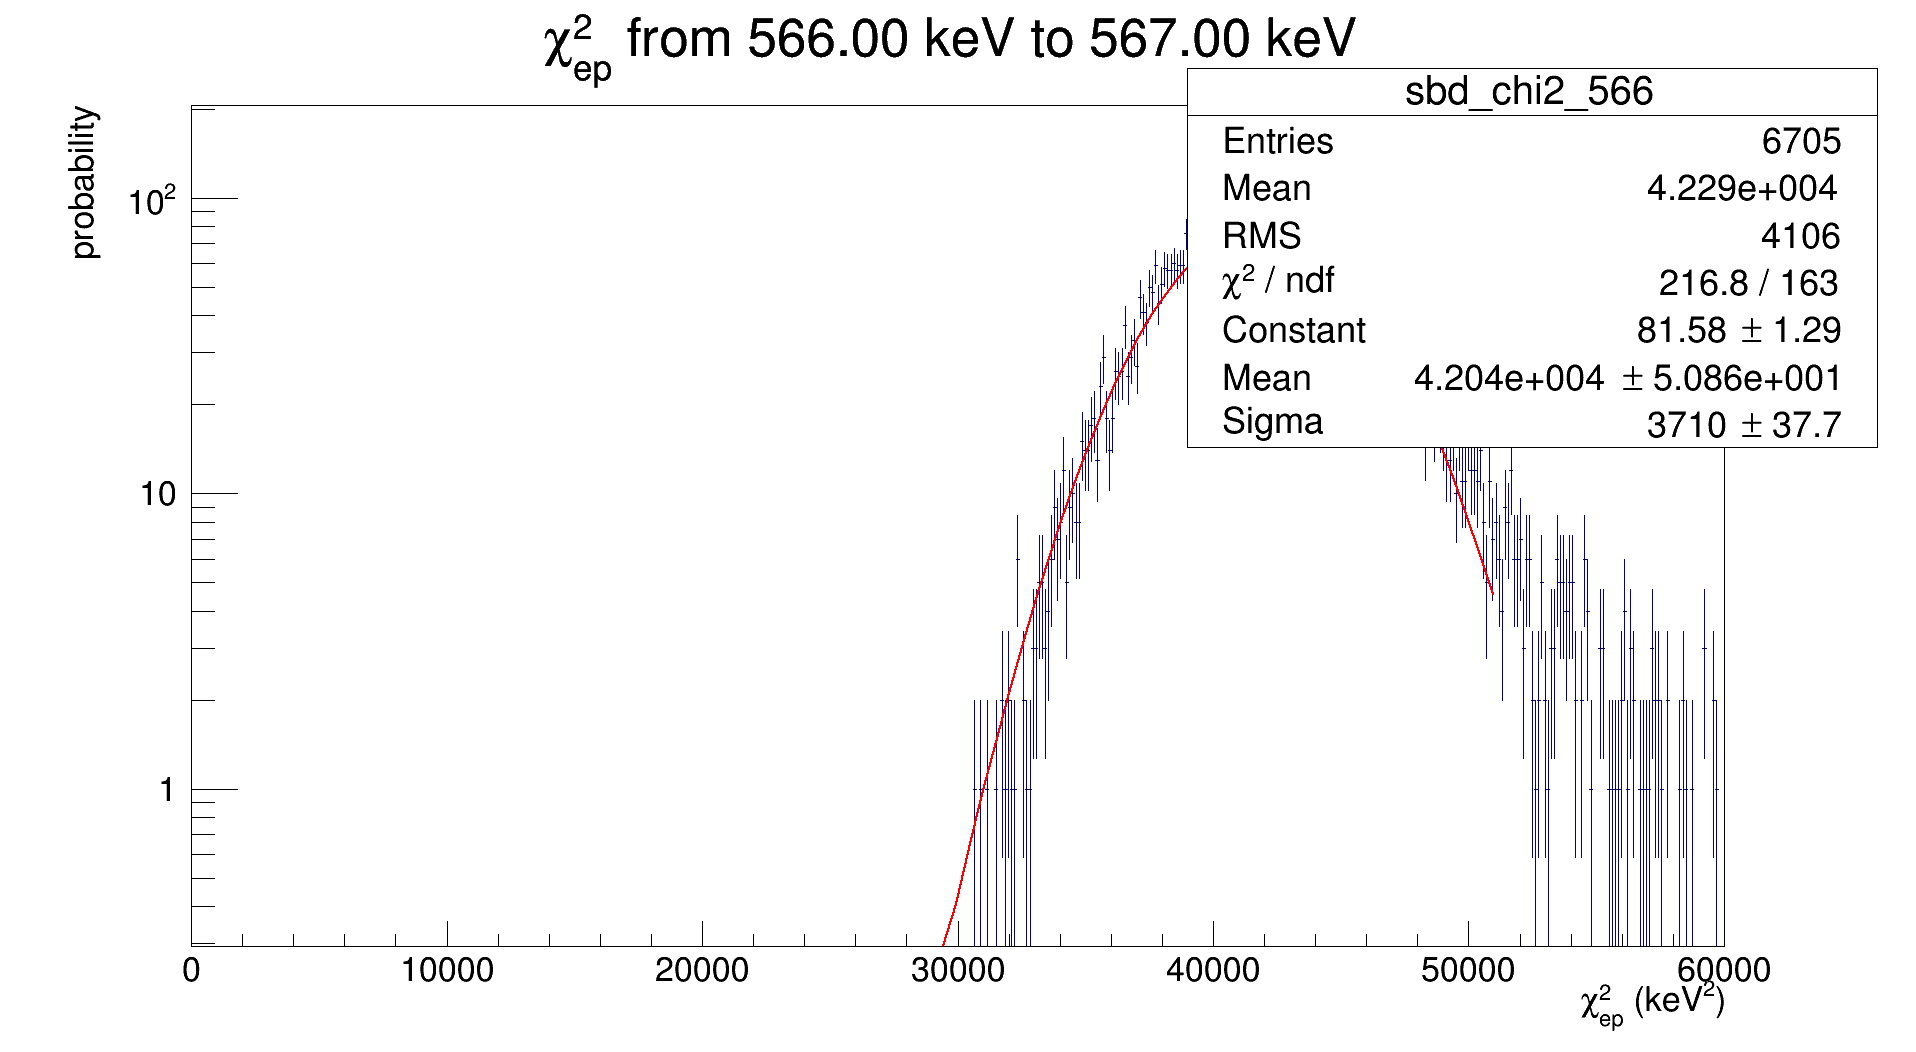 χ²ep from 566.00 keV to 567.00 keV
probability
sbd_chi2_566
Entries 6705
Mean 4.229e+004
RMS 4106
χ² / ndf 216.8 / 163
Constant 81.58 ± 1.29
Mean 4.204e+004 ± 5.086e+001
Sigma 3710 ± 37.7
10²
10
1
0 10000 20000 30000 40000 50000 60000
χ²ep (keV²)